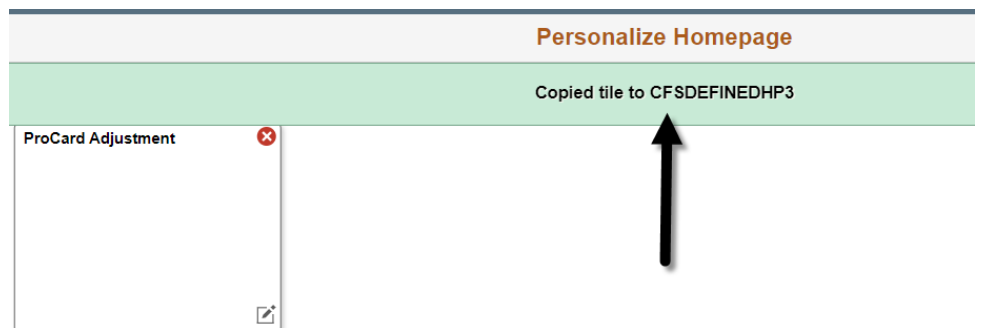 Personalize Homepage
Copied tile to CFSDEFINEDHP3
ProCard Adjustment